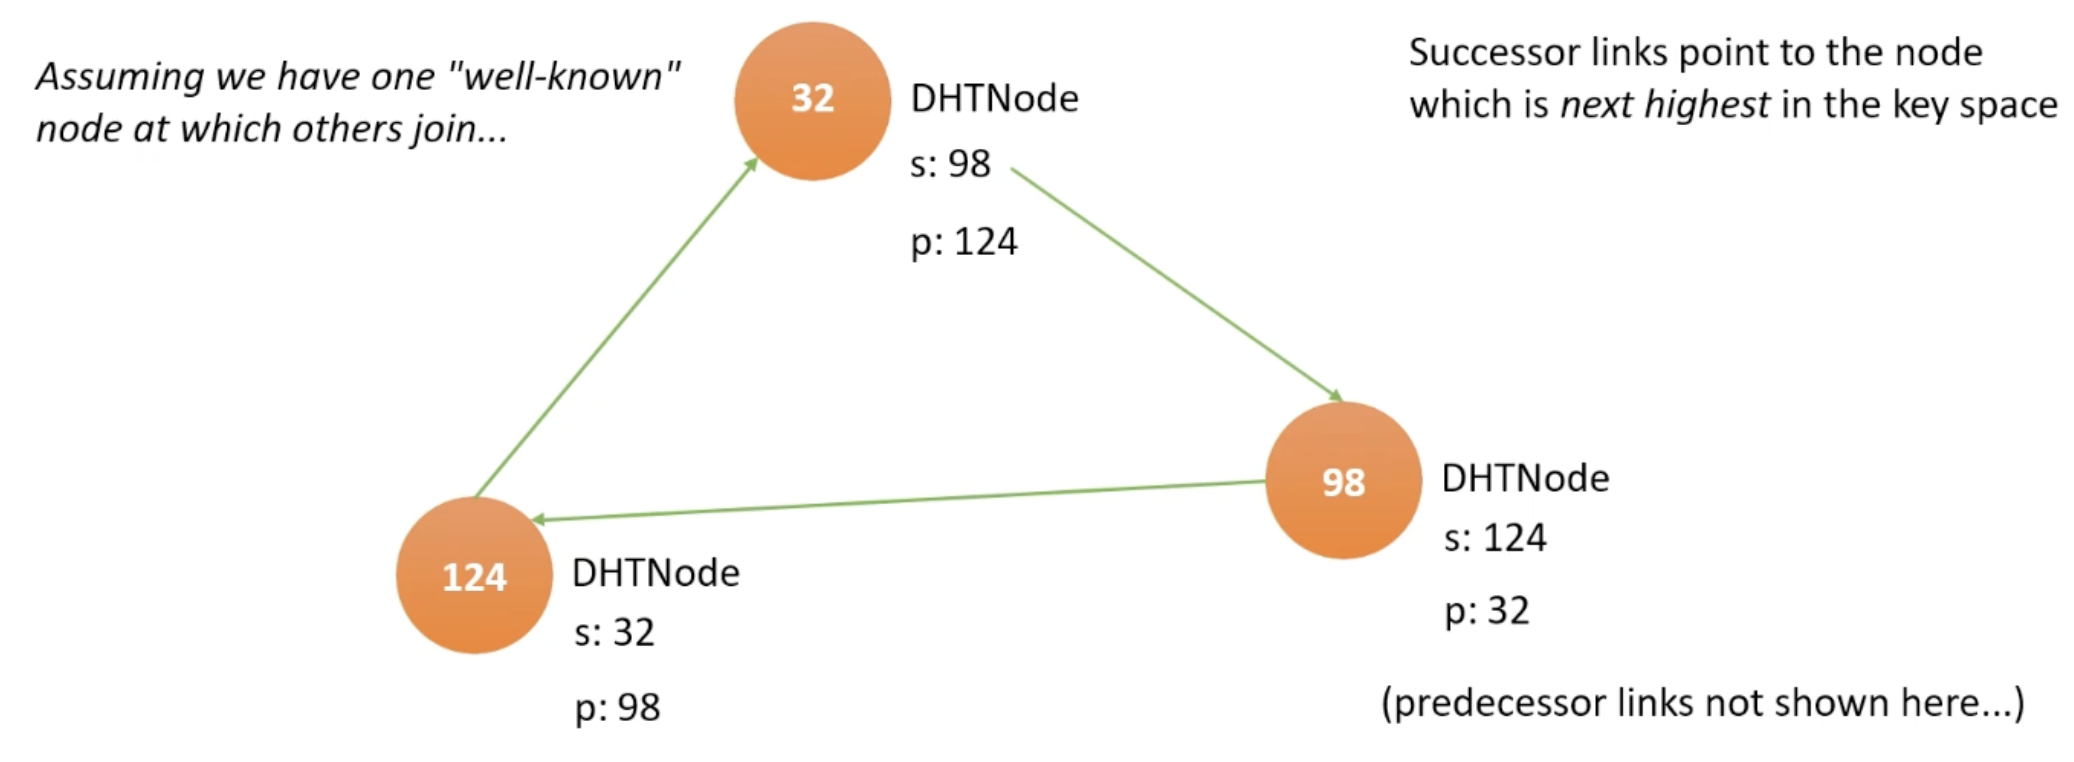 Assuming we have one "well-known"
node at which others join...
32
DHTNode
s: 98
p: 124
Successor links point to the node
which is next highest in the key space
98
DHTNode
s: 124
p: 32
124
DHTNode
s: 32
p: 98
(predecessor links not shown here...)